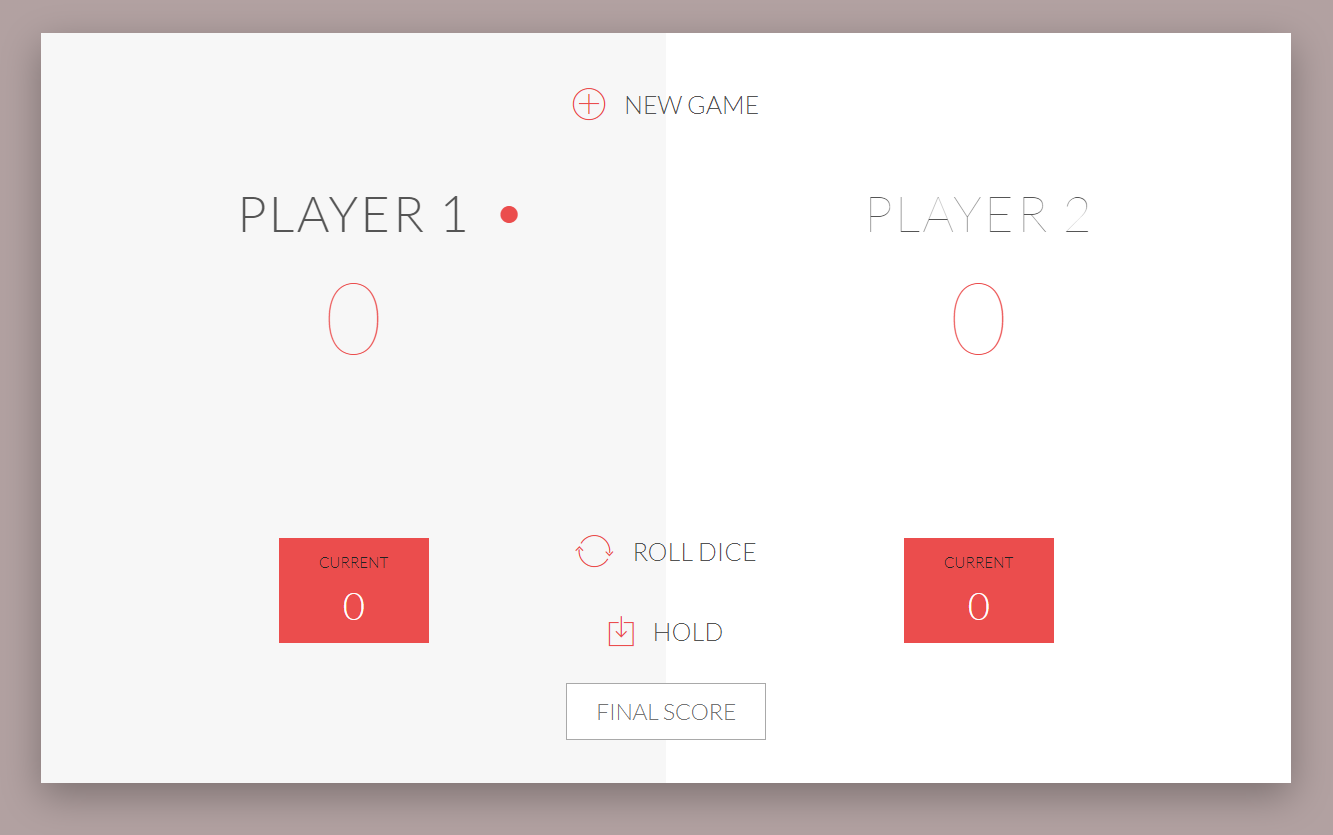 NEW GAME
PLAYER 1
0
PLAYER 2
0
CURRENT
0
ROLL DICE
HOLD
FINAL SCORE
CURRENT
0